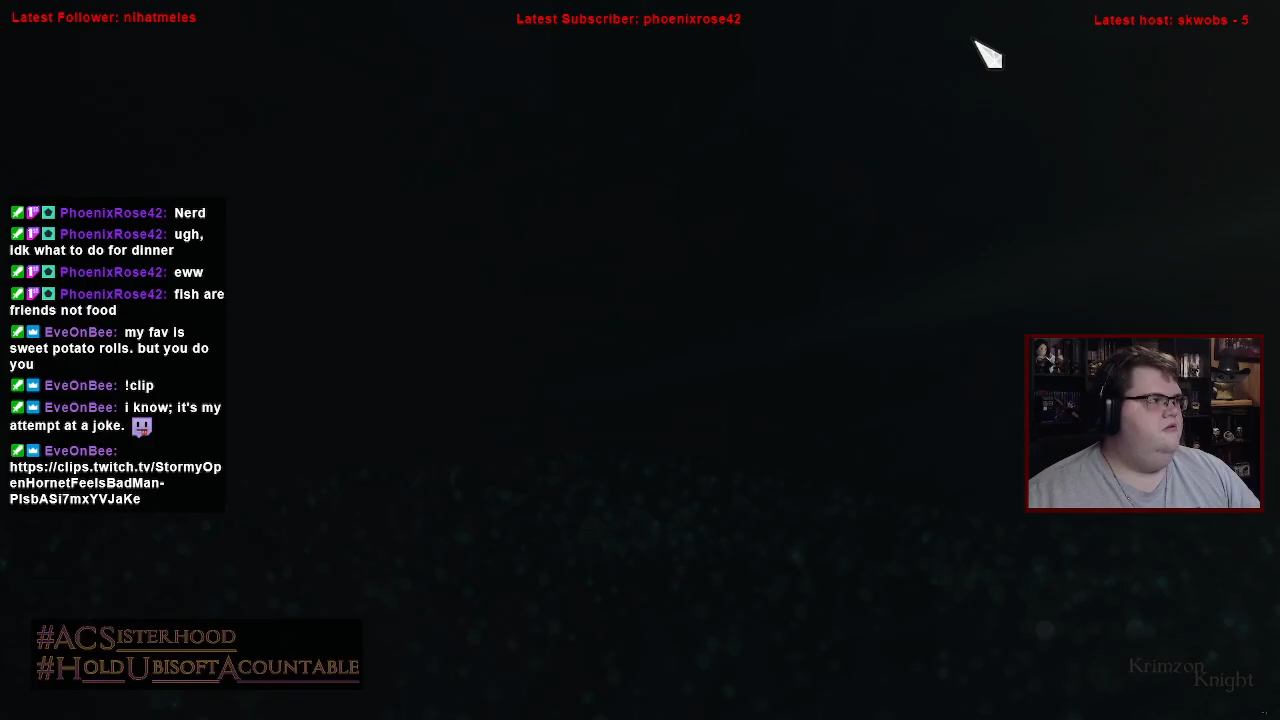 Latest Follower: nihatmeles
Latest Subscriber: phoenixrose42
Latest host: skwobs - 5
PhoenixRose42: Nerd
PhoenixRose42: ugh,
idk what to do for dinner
PhoenixRose42: eww
PhoenixRose42: fish are
friends not food
EveOnBee: my fav is
sweet potato rolls. but you do
you
EveOnBee: !clip
EveOnBee: i know; it's my
attempt at a joke.
EveOnBee:
https://clips.twitch.tv/StormyOp
enHornetFeelsBadMan-
PlsbASi7mxYVJaKe
#ACSisterhood
#HoldUbisoftAcountable
Krimzon
Knight